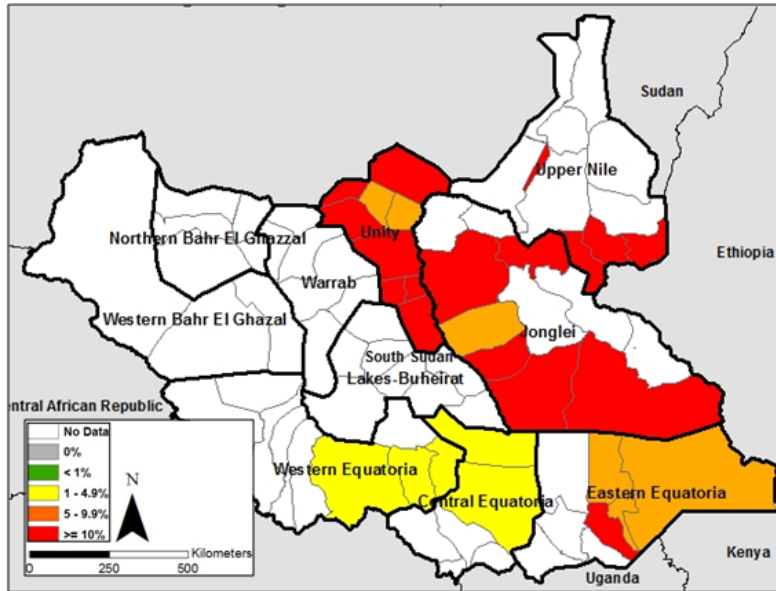 Sudan
Upper Nile
Unity
Northern Bahr El Ghazzal
Ethiopia
Warrab
Western Bahr El Ghazal
Jonglei
South Sudan
Lakes-Buheirat
entral African Republic
No Data
0%
< 1%
1 - 4.9%
5 - 9.9%
>= 10%
N
Kilometers
0 250 500
Western Equatoria
Central Equatoria
Eastern Equatoria
Kenya
Uganda